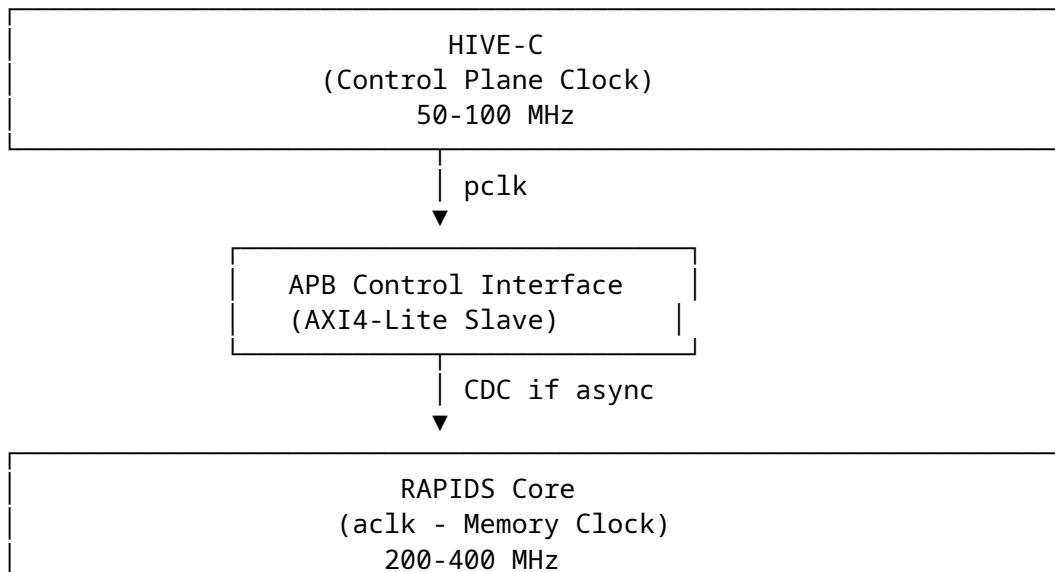 HIVE-C
(Control Plane Clock)
50-100 MHz
pclk
APB Control Interface
(AXI4-Lite Slave)
CDC if async
RAPIDS Core
(aclk - Memory Clock)
200-400 MHz